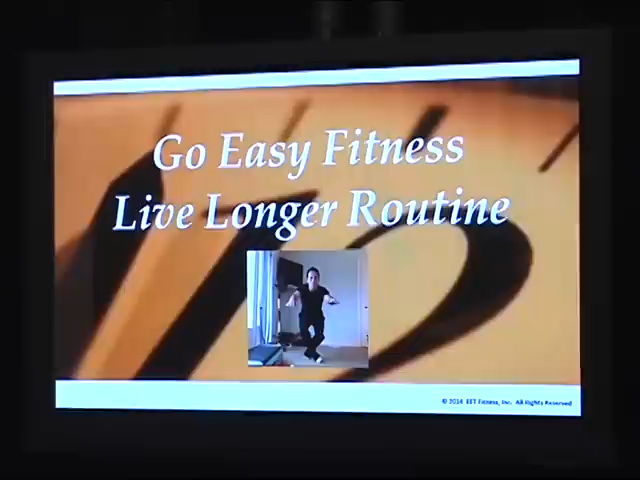 Go Easy Fitness
Live Longer Routine
© 2014 EET Fitness, Inc. All Rights Reserved